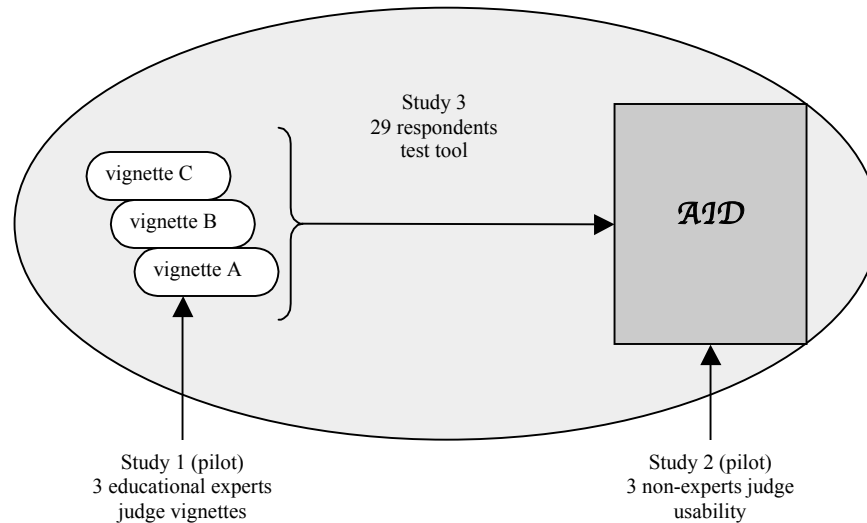 Study 3
29 respondents
test tool
vignette C
vignette B
vignette A
AID
Study 1 (pilot)
3 educational experts
judge vignettes
Study 2 (pilot)
3 non-experts judge
usability